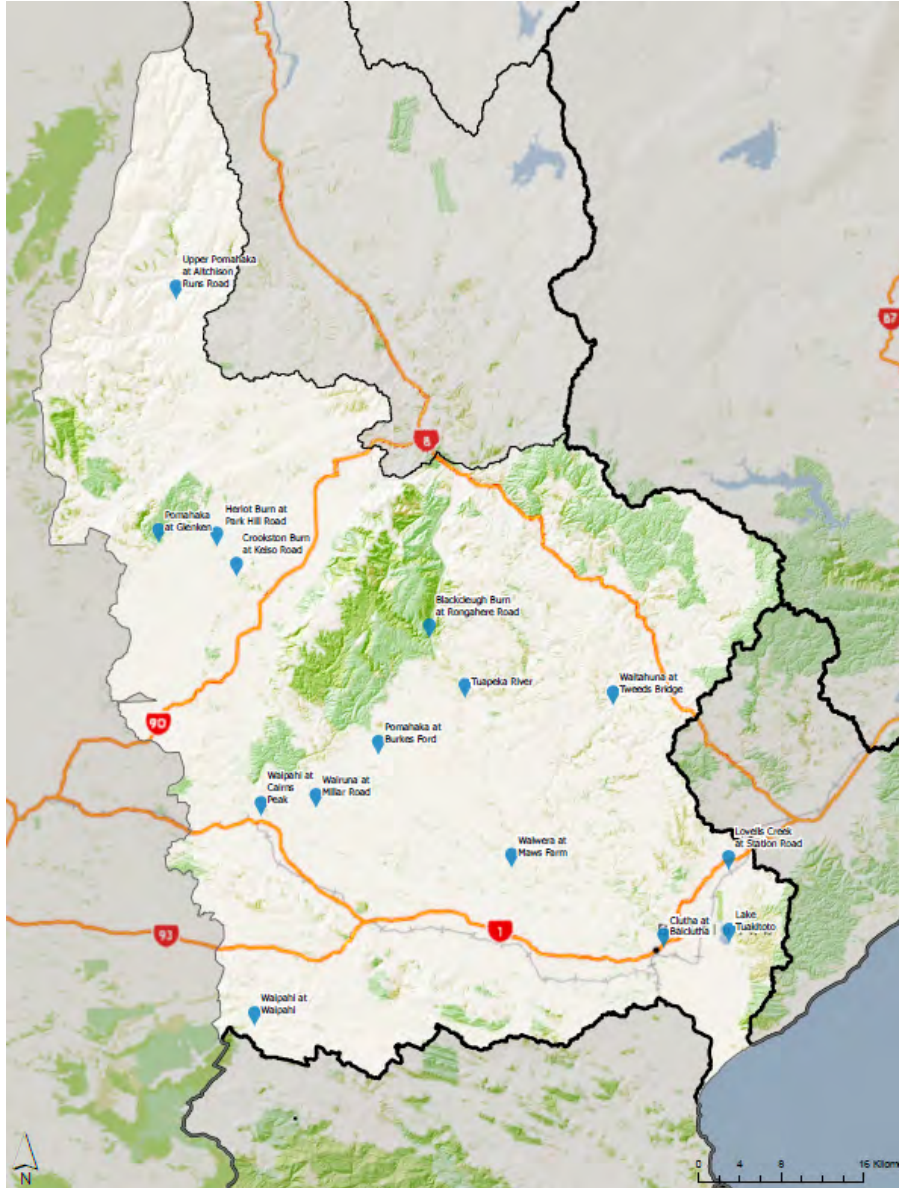 Upper Pomahaka
at Aitchison
Runs Road
87
8
Pomahaka
at Glenken
Heriot Burn at
Park Hill Road
Crookston Burn
at Kelso Road
Blackcleugh Burn
at Rongahere Road
Tuapeka River
Waitahuna at
Tweeds Bridge
90
Pomahaka at
Burkes Ford
Waipahi at
Cairns
Peak
Wairuna at
Millar Road
Waiwera at
Maws Farm
Lovells Creek
at Station Road
93
1
Clutha at
Balclutha
Lake
Tuakitoto
Waipahi at
Waipahi
N
0 4 8 16 Kilom